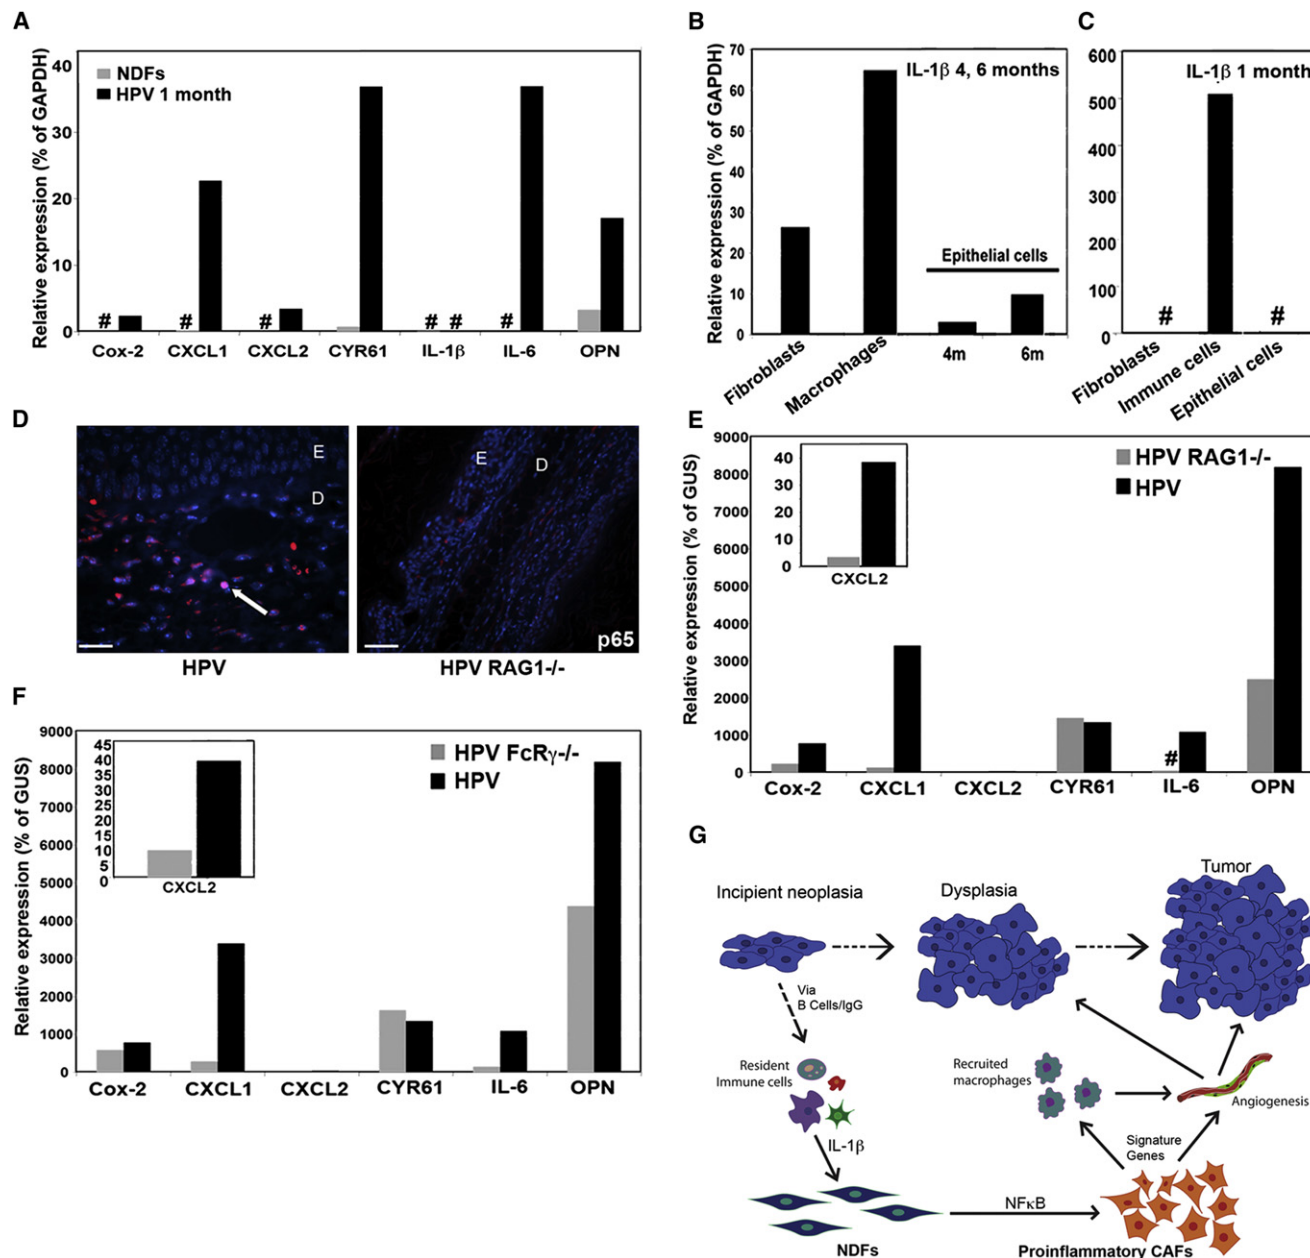 A
Relative expression (% of GAPDH)
40
30
20
10
0
NDFs
HPV 1 month
# # # # # #
Cox-2 CXCL1 CXCL2 CYR61 IL-1β IL-6 OPN
B
Relative expression (% of GAPDH)
70
60
50
40
30
20
10
0
IL-1β 4, 6 months
Epithelial cells
Fibroblasts Macrophages 4m 6m
C
600
500
400
300
200
100
0
IL-1β 1 month
# #
Fibroblasts Immune cells Epithelial cells
D
E
D
HPV
E
D
p65
HPV RAG1-/-
E
Relative expression (% of GUS)
9000
8000
7000
6000
5000
4000
3000
2000
1000
0
40
30
20
10
0
CXCL2
HPV RAG1-/-
HPV
#
Cox-2 CXCL1 CXCL2 CYR61 IL-6 OPN
F
Relative expression (% of GUS)
9000
8000
7000
6000
5000
4000
3000
2000
1000
0
45
40
35
30
25
20
15
10
5
0
CXCL2
HPV FcRγ-/-
HPV
Cox-2 CXCL1 CXCL2 CYR61 IL-6 OPN
G
Incipient neoplasia
Dysplasia
Tumor
Via
B Cells/IgG
Resident
Immune cells
IL-1β
NDFs
NFκB
Recruited
macrophages
Angiogenesis
Signature
Genes
Proinflammatory CAFs